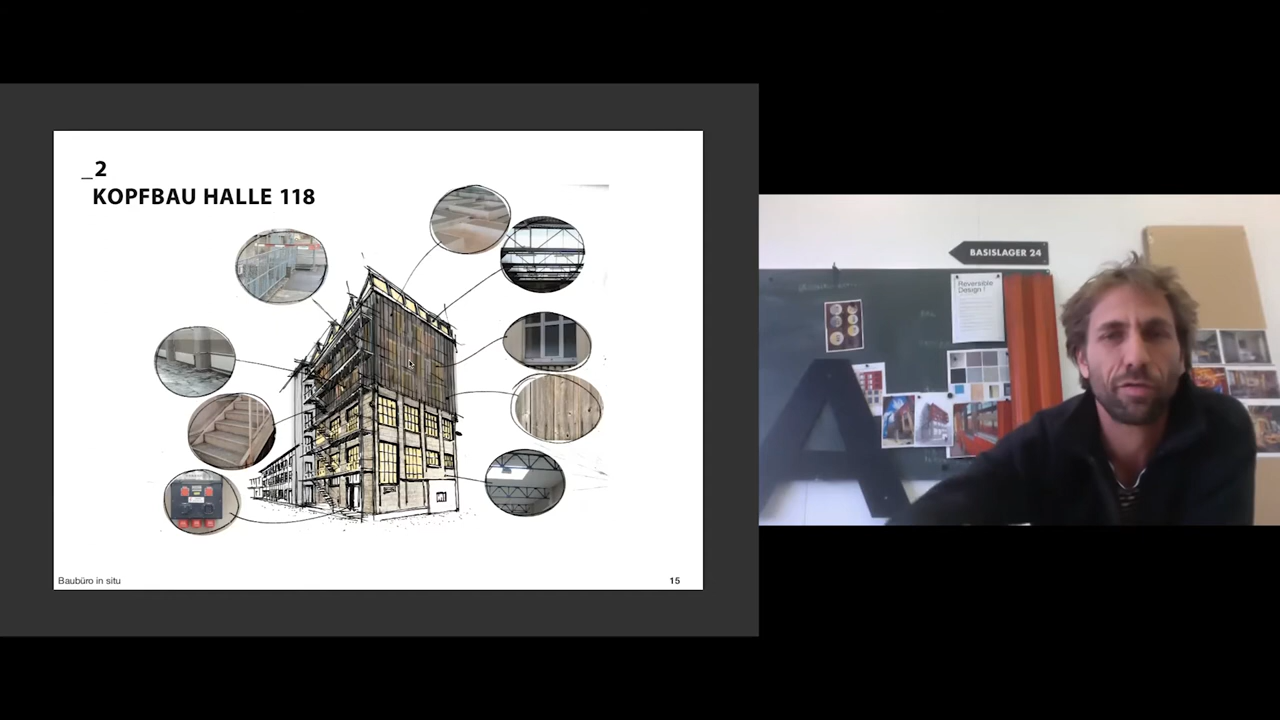 _2
KOPFBAU HALLE 118
Baubüro in situ
15
BASISLAGER 24
Reversible
Design !
A